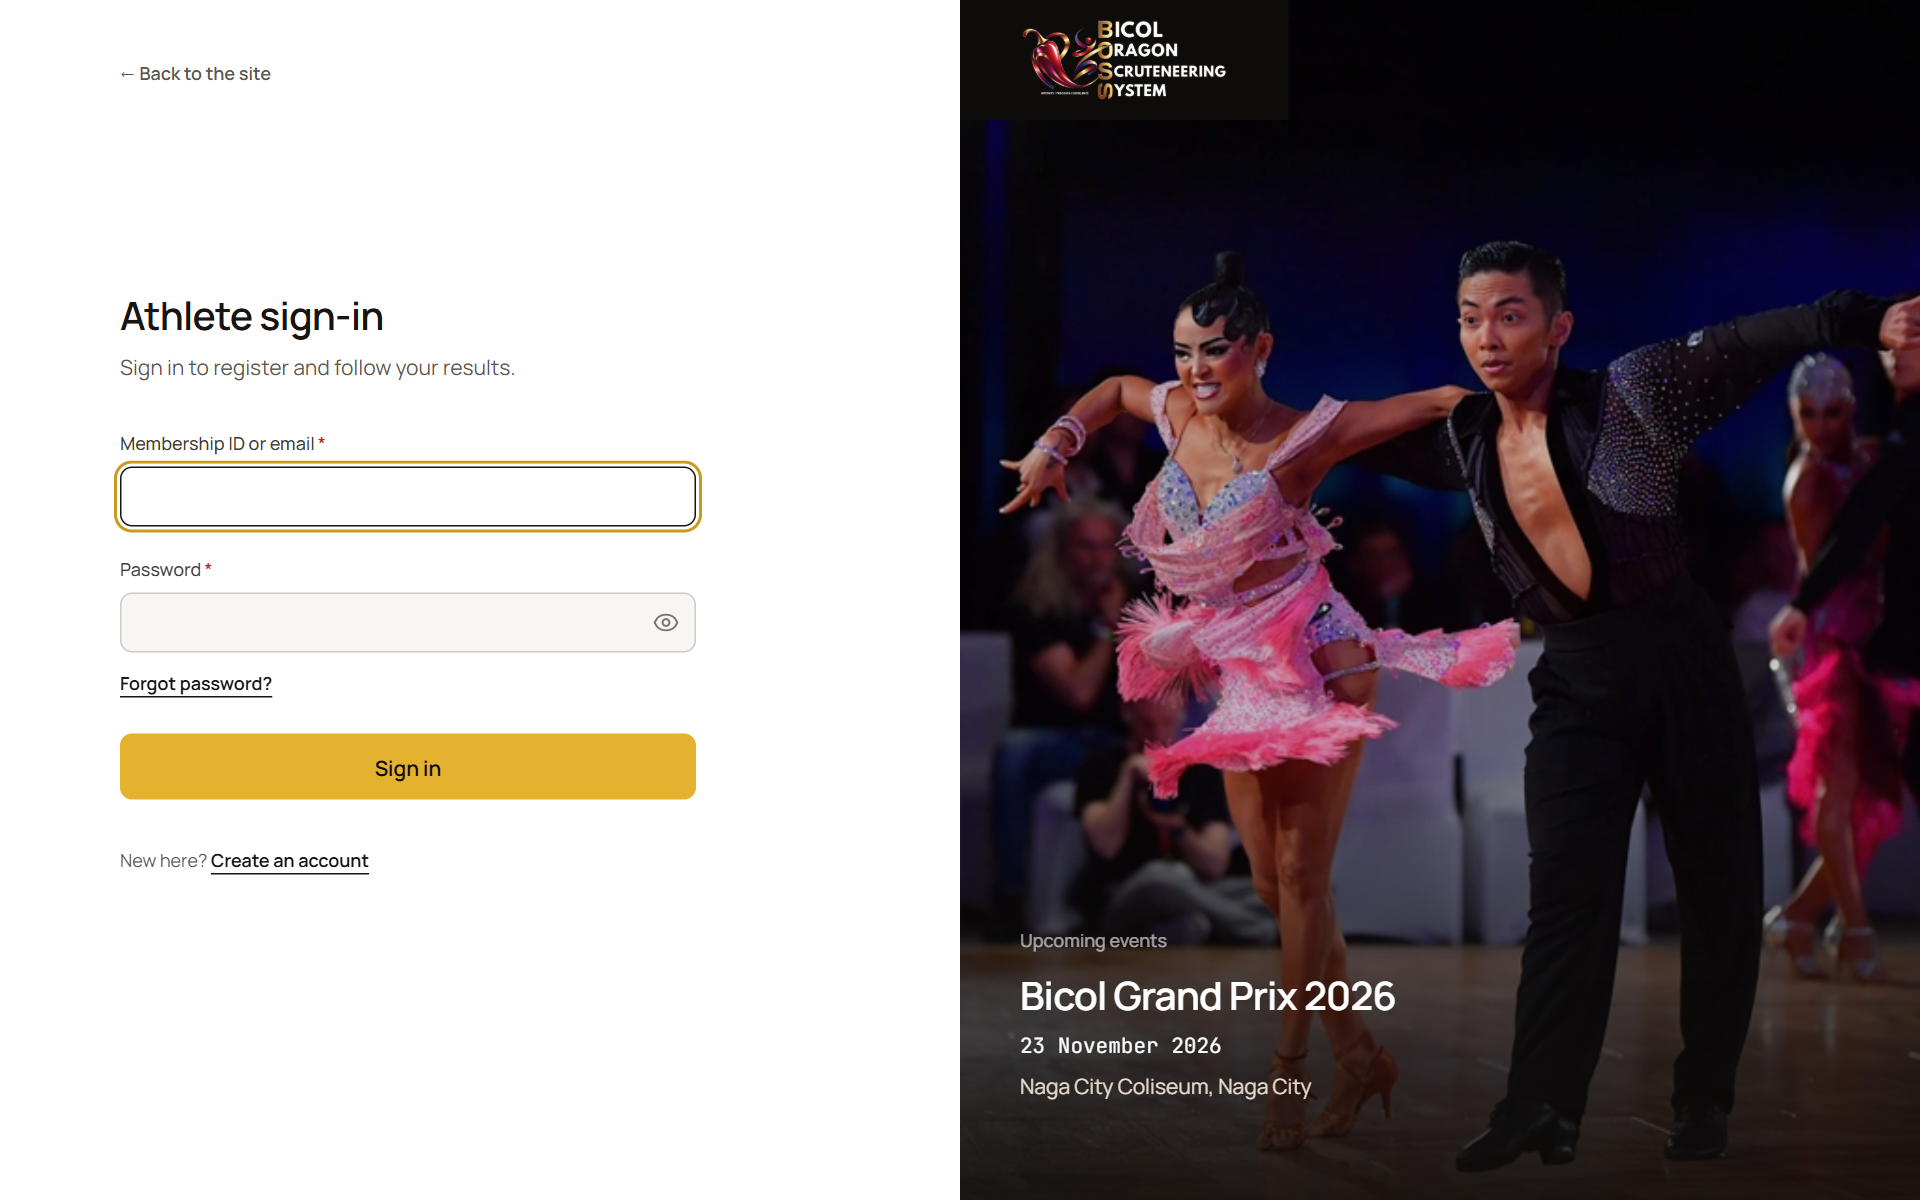 ← Back to the site
Athlete sign-in
Sign in to register and follow your results.
Membership ID or email *
Password *
Forgot password?
Sign in
New here? Create an account
BICOL
ORAGON
SCRUTENEERING
SYSTEM
Upcoming events
Bicol Grand Prix 2026
23 November 2026
Naga City Coliseum, Naga City